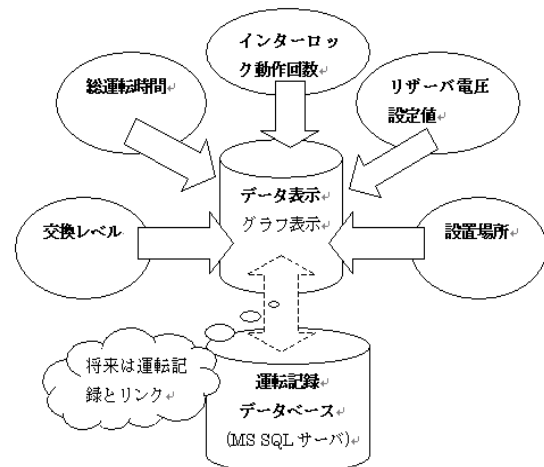 インターロッ
ク動作回数
総運転時間
リザーバ電圧
設定値
データ表示
グラフ表示
交換レベル
設置場所
将来は運転記
録とリンク
運転記録
データベース
(MS SQL サーバ)